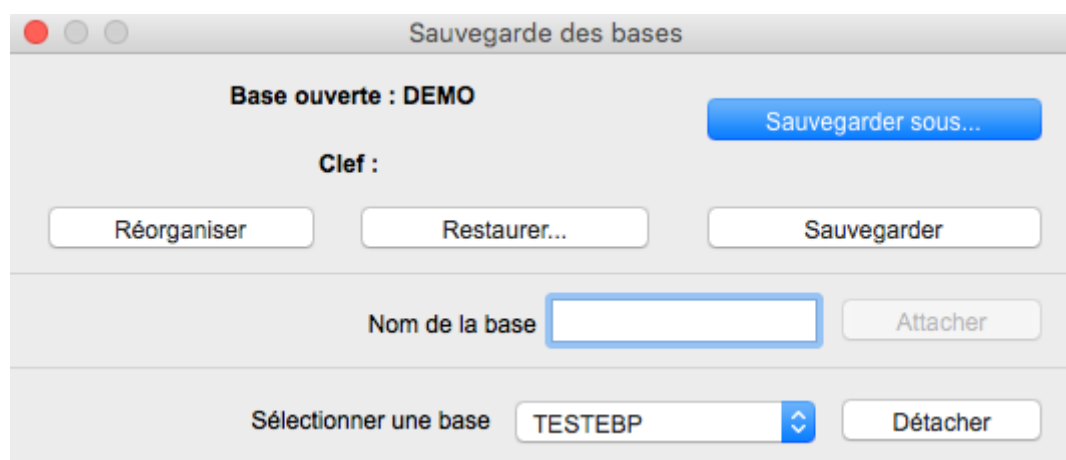 Sauvegarde des bases
Base ouverte : DEMO
Sauvegarder sous...
Clef :
Réorganiser
Restaurer...
Sauvegarder
Nom de la base
Attacher
Sélectionner une base
TESTEBP
Détacher